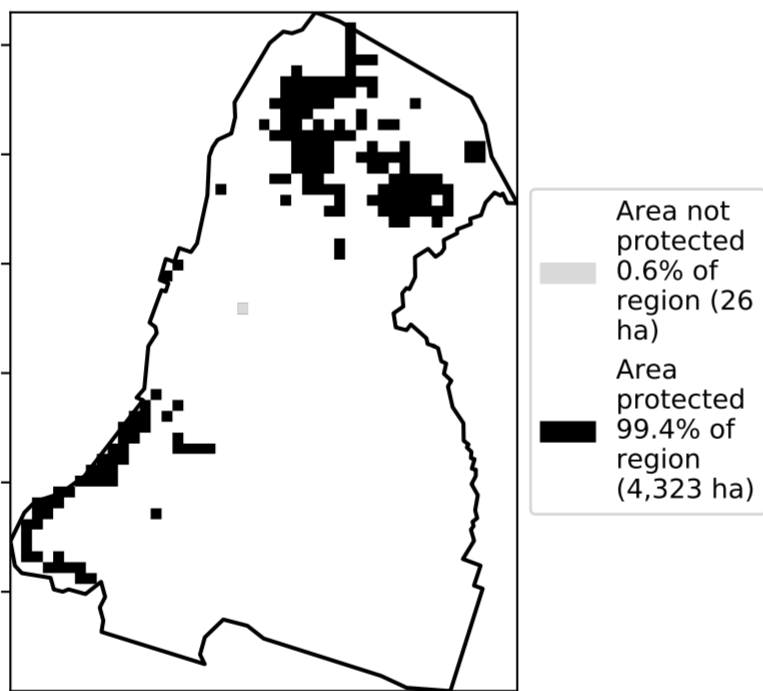 Area not
protected
0.6% of
region (26
ha)
Area
protected
99.4% of
region
(4,323 ha)